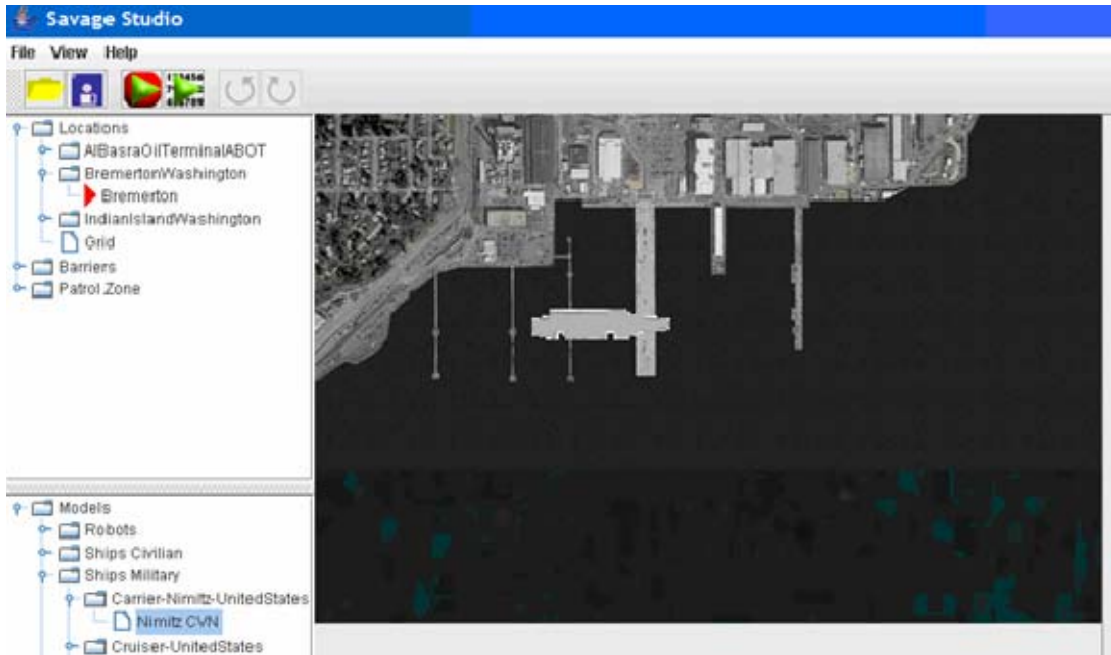 Savage Studio
File View Help
Locations
AlBasraOilTerminalABOT
BremertonWashington
Bremerton
IndianIslandWashington
Grid
Barriers
Patrol.Zone
Models
Robots
Ships Civilian
Ships Military
Carrier-Nimitz-UnitedStates
Nimitz CVN
Cruiser-UnitedStates